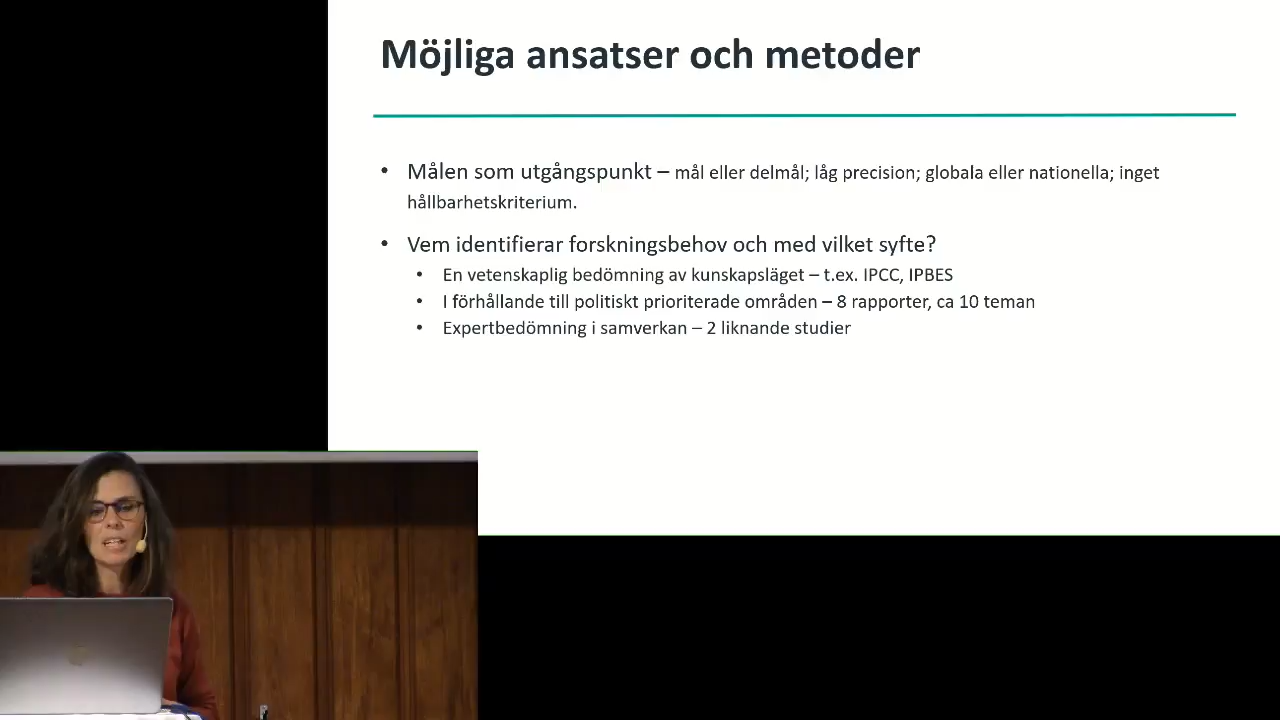 Möjliga ansatser och metoder
• Målen som utgångspunkt – mål eller delmål; låg precision; globala eller nationella; inget
hållbarhetskriterium.
• Vem identifierar forskningsbehov och med vilket syfte?
• En vetenskaplig bedömning av kunskapsläget – t.ex. IPCC, IPBES
• I förhållande till politiskt prioriterade områden – 8 rapporter, ca 10 teman
• Expertbedömning i samverkan – 2 liknande studier